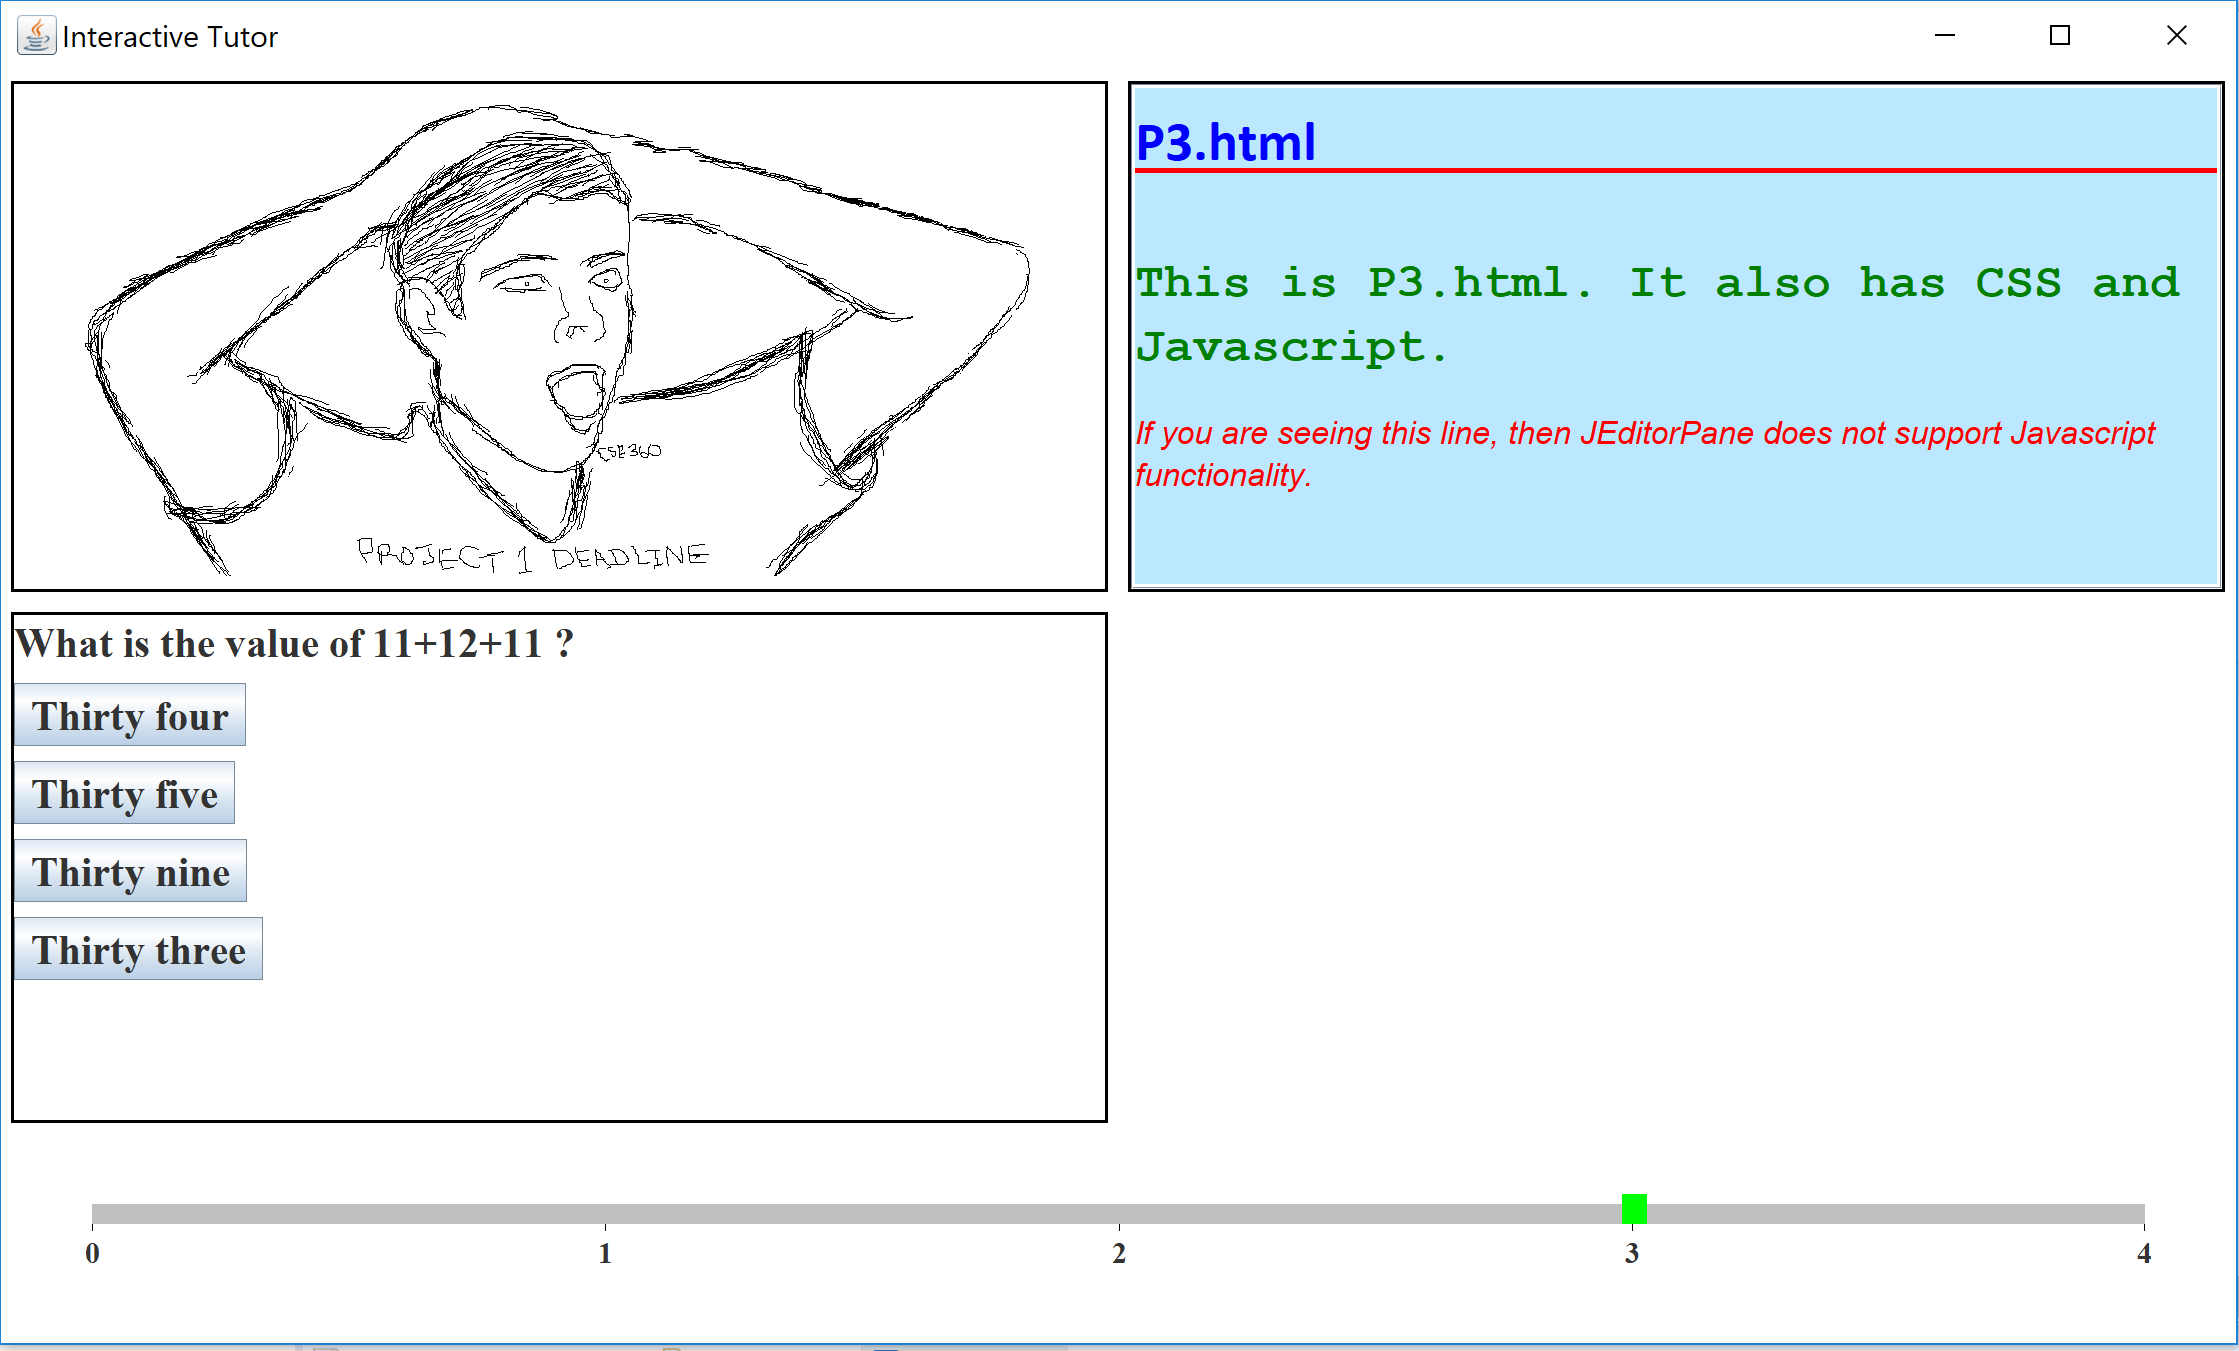 Interactive Tutor
CSE360
PROJECT 1 DEADLINE
P3.html
This is P3.html. It also has CSS and
Javascript.
If you are seeing this line, then JEditorPane does not support Javascript
functionality.
What is the value of 11+12+11 ?
Thirty four
Thirty five
Thirty nine
Thirty three
0 1 2 3 4